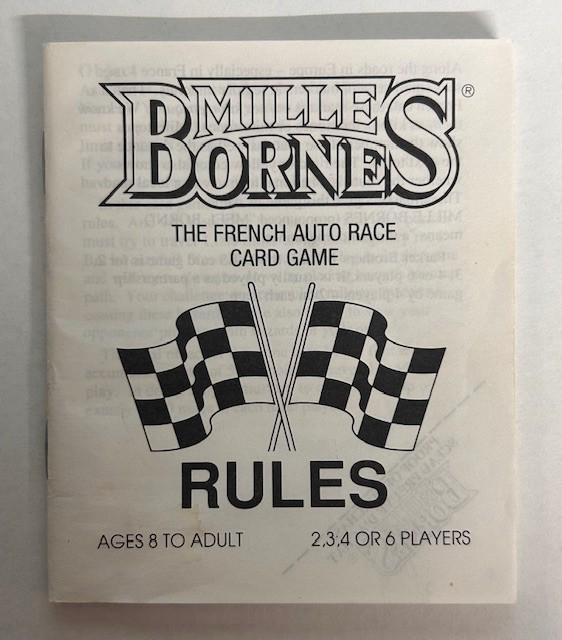 MILLE
BORNES®
THE FRENCH AUTO RACE
CARD GAME
RULES
AGES 8 TO ADULT 2,3,4 OR 6 PLAYERS